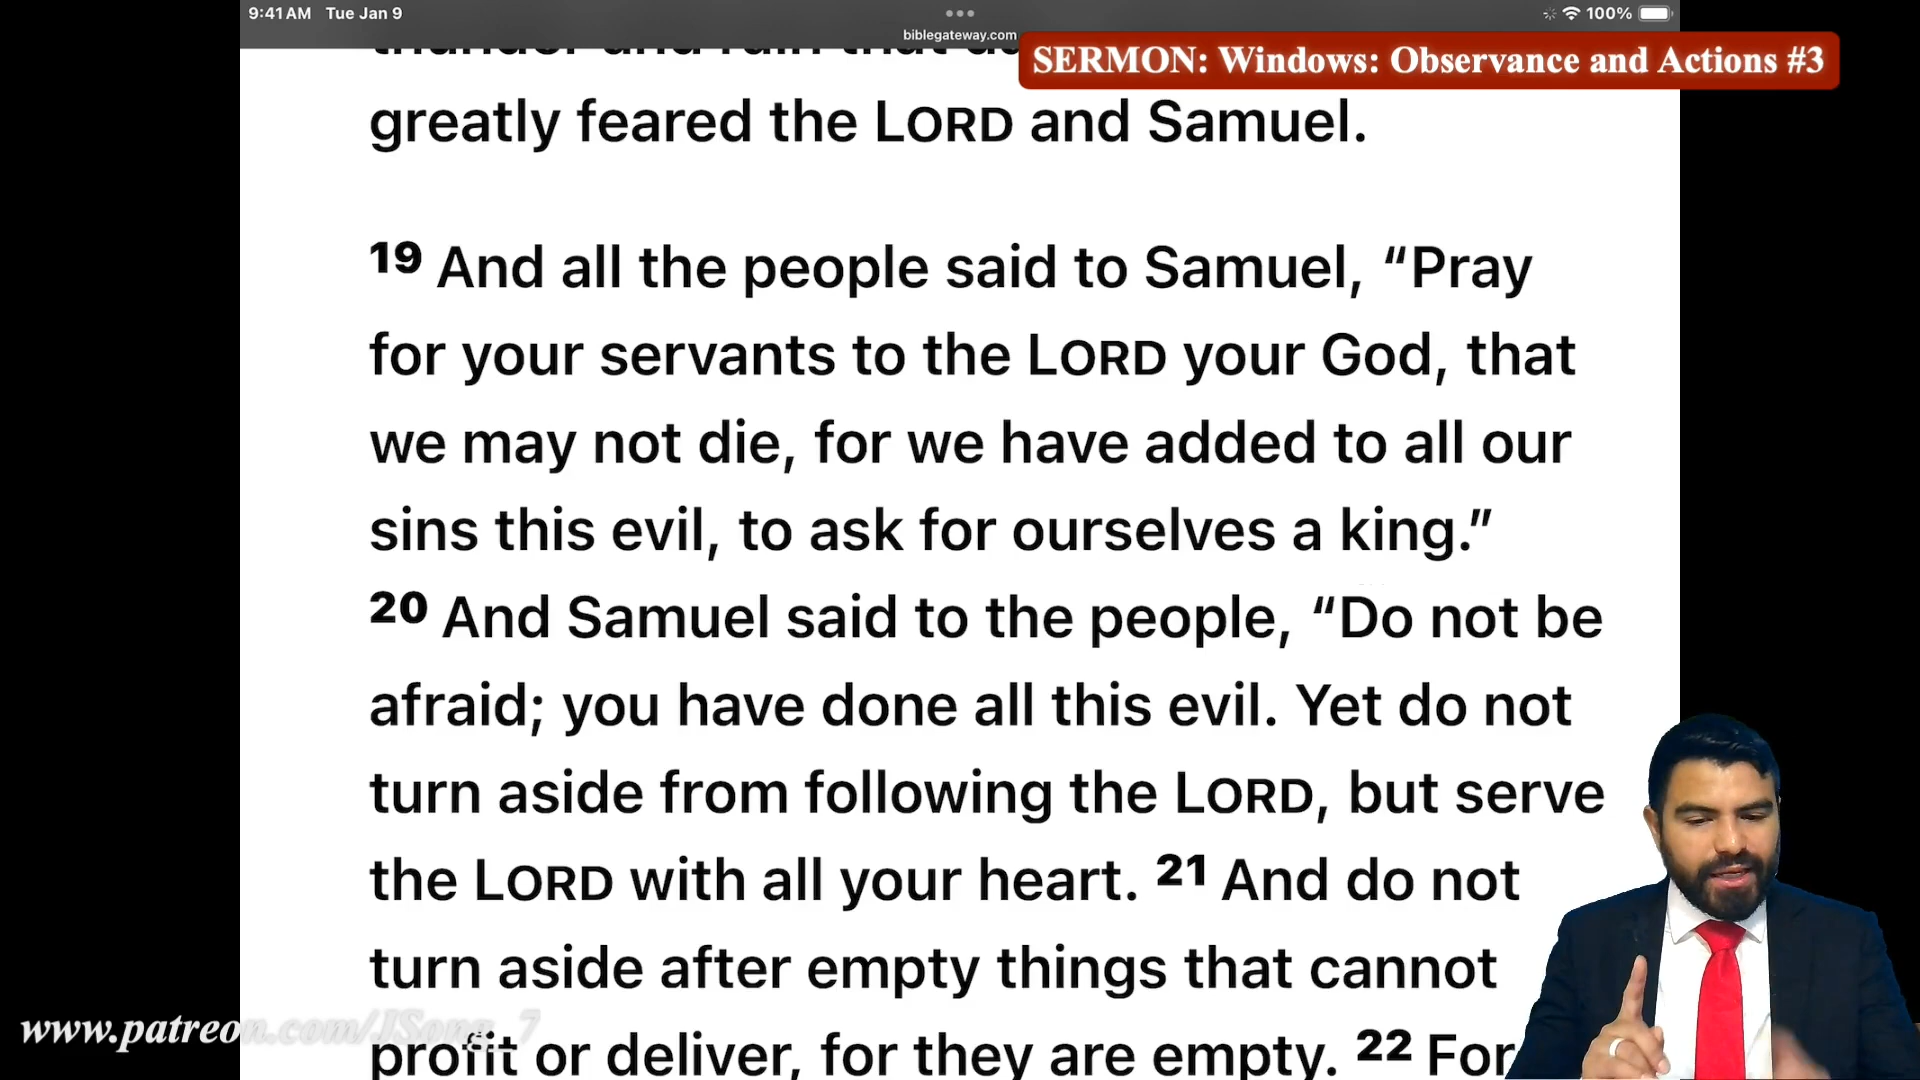 9:41 AM Tue Jan 9
100%
biblegateway.com
SERMON: Windows: Observance and Actions #3
thunder and rain that
greatly feared the LORD and Samuel.
19 And all the people said to Samuel, “Pray
for your servants to the LORD your God, that
we may not die, for we have added to all our
sins this evil, to ask for ourselves a king.”
20 And Samuel said to the people, “Do not be
afraid; you have done all this evil. Yet do not
turn aside from following the LORD, but serve
the LORD with all your heart. 21 And do not
turn aside after empty things that cannot
profit or deliver, for they are empty. 22 For
www.patreon.com/JSong_7